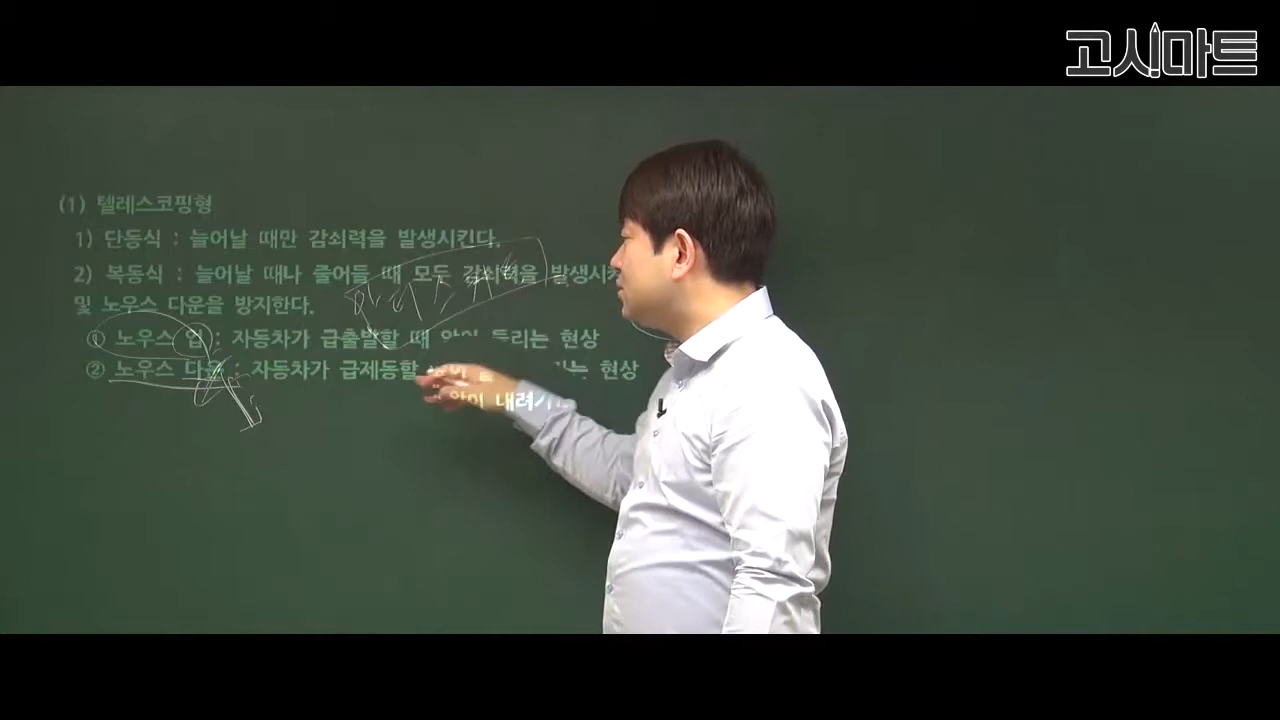 고시마트
(1) 텔레스코핑형
1) 단동식 : 늘어날 때만 감쇠력을 발생시킨다.
2) 복동식 : 늘어날 때나 줄어들 때 모두 감쇠력을 발생시키
및 노우스 다운을 방지한다.
① 노우스 업 : 자동차가 급출발할 때 앞이 들리는 현상
② 노우스 다운 : 자동차가 급제동할 현상
앞이 내려가